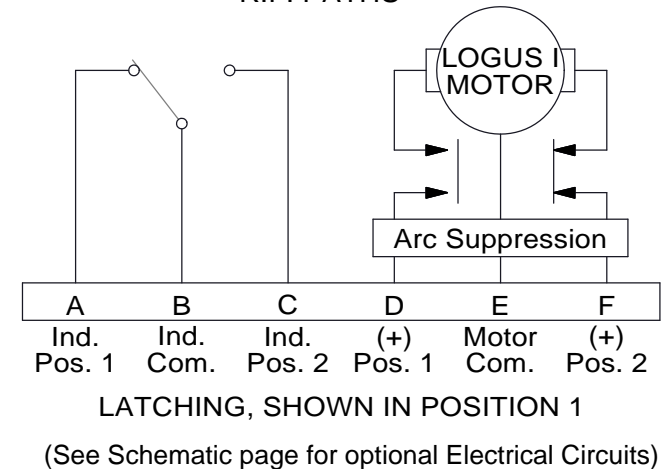 LOGUS I
MOTOR
Arc Suppression
A B C D E F
Ind. Ind. Ind. (+) Motor (+)
Pos. 1 Com. Pos. 2 Pos. 1 Com. Pos. 2
LATCHING, SHOWN IN POSITION 1
(See Schematic page for optional Electrical Circuits)